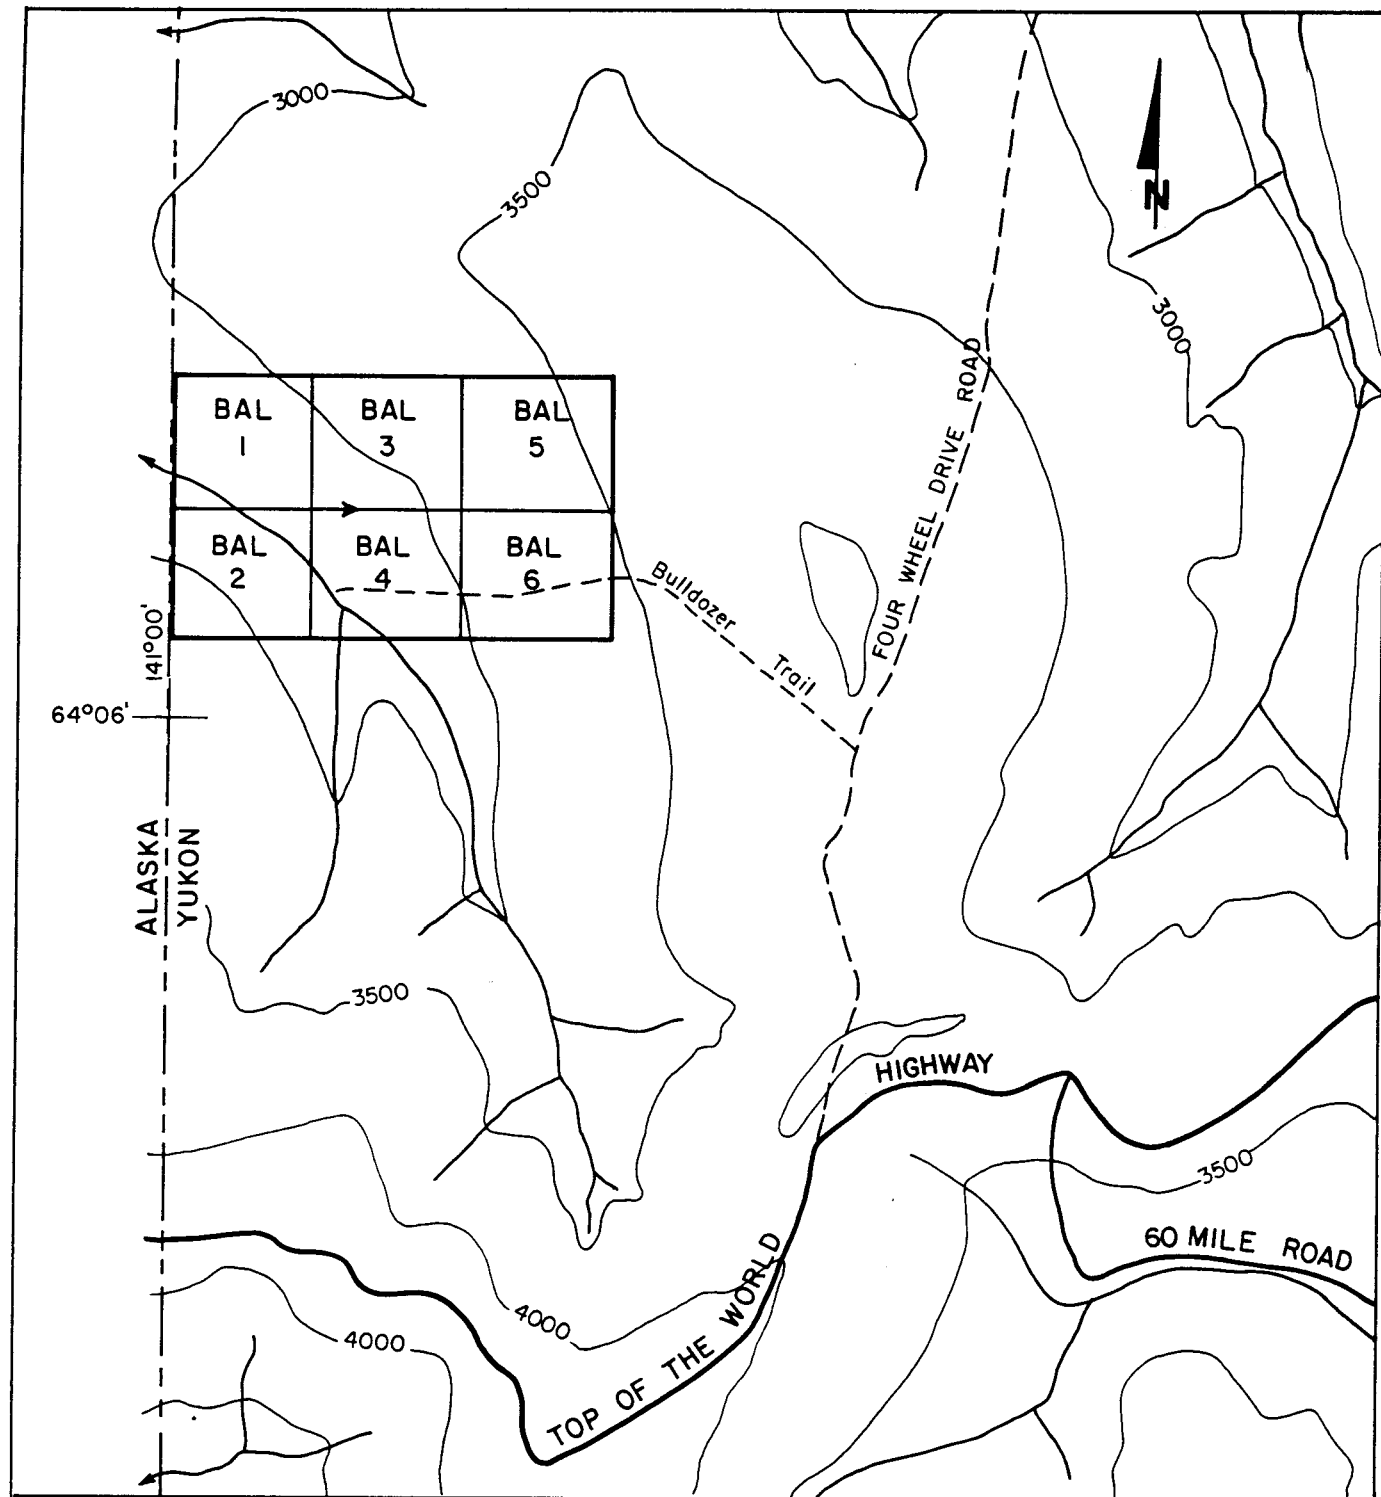 3000
3500
N
3000
BAL
1
BAL
3
BAL
5
BAL
2
BAL
4
BAL
6
FOUR WHEEL DRIVE ROAD
Bulldozer Trail
141°00'
64°06'
ALASKA
YUKON
3500
HIGHWAY
3500
60 MILE ROAD
4000
4000
TOP OF THE WORLD